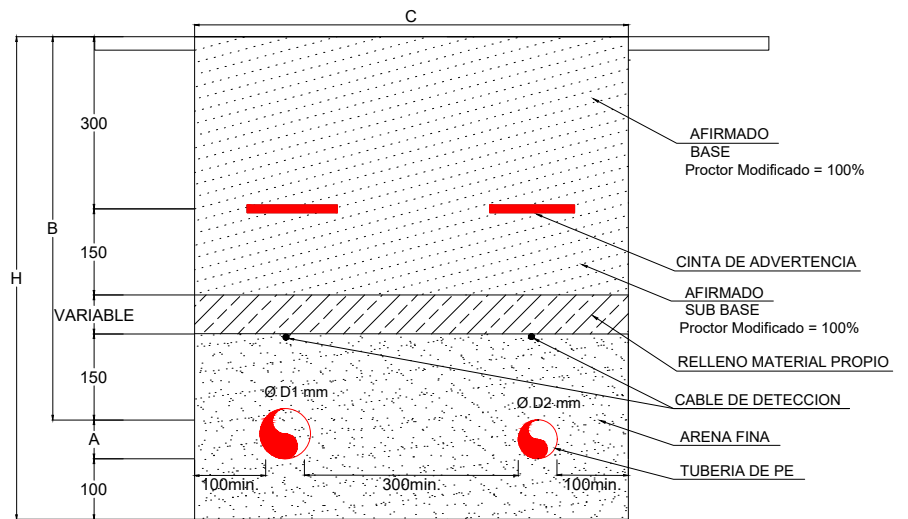 C
300
AFIRMADO
BASE
Proctor Modificado = 100%
B
H
150
CINTA DE ADVERTENCIA
AFIRMADO
SUB BASE
Proctor Modificado = 100%
VARIABLE
RELLENO MATERIAL PROPIO
150
CABLE DE DETECCION
Ø D1 mm
Ø D2 mm
ARENA FINA
A
TUBERIA DE PE
100
100min.
300min.
100min.